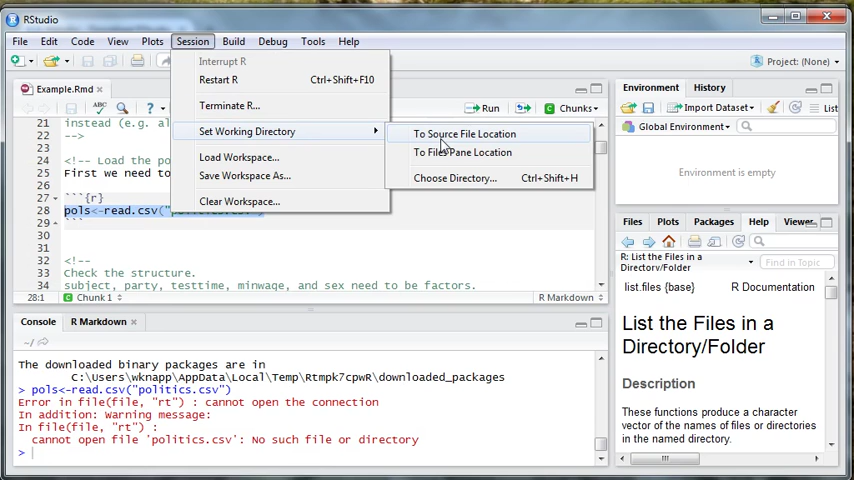 RStudio
File Edit Code View Plots Session Build Debug Tools Help
Project: (None)
Interrupt R
Restart R Ctrl+Shift+F10
Terminate R...
Set Working Directory
Load Workspace...
Save Workspace As...
Clear Workspace...
To Source File Location
To Files Pane Location
Choose Directory... Ctrl+Shift+H
Example.Rmd
ABC ? Run Chunks
21 instead (e.g. al
22 -->
23
24 <!-- Load the po
25 First we need to
26
27 ```{r}
28 pols<-read.csv("politics.csv")
29 ```
30
31
32 <!--
33 Check the structure.
34 subject, party, testtime, minwage, and sex need to be factors.
28:1 Chunk 1 R Markdown
Console R Markdown
~/
The downloaded binary packages are in
C:\Users\wknapp\AppData\Local\Temp\Rtmpk7cpwR\downloaded_packages
> pols<-read.csv("politics.csv")
Error in file(file, "rt") : cannot open the connection
In addition: Warning message:
In file(file, "rt") :
cannot open file 'politics.csv': No such file or directory
>
Environment History
Import Dataset List
Global Environment
Environment is empty
Files Plots Packages Help Viewer
R: List the Files in a
Directory/Folder
Find in Topic
list.files {base} R Documentation
List the Files in a
Directory/Folder
Description
These functions produce a character
vector of the names of files or directories
in the named directory.